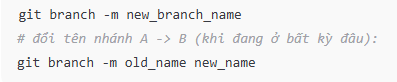 git branch -m new_branch_name
# đổi tên nhánh A -> B (khi đang ở bất kỳ đâu):
git branch -m old_name new_name